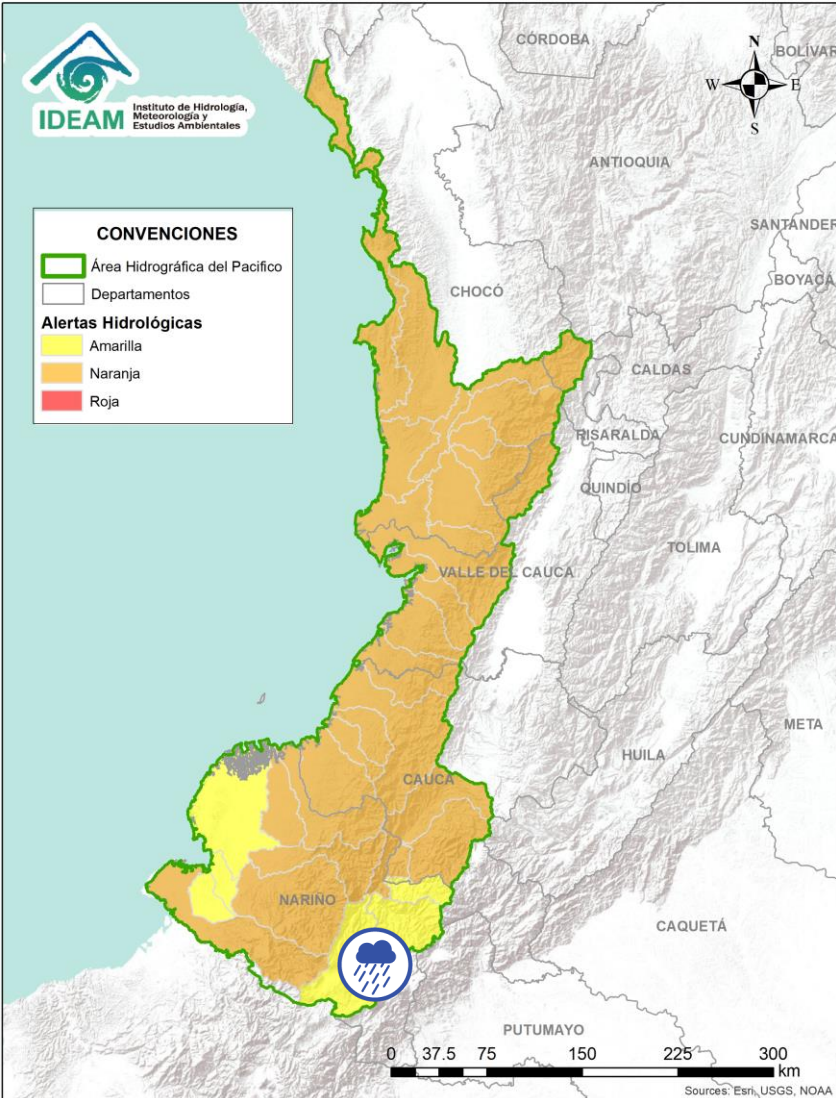 IDEAM
Instituto de Hidrología,
Meteorología y
Estudios Ambientales
CÓRDOBA
BOLÍVAR
N
W
E
S
ANTIOQUIA
SANTANDER
BOYACÁ
CONVENCIONES
Área Hidrográfica del Pacifico
Departamentos
Alertas Hidrológicas
Amarilla
Naranja
Roja
CHOCÓ
CALDAS
RISARALDA
CUNDINAMARCA
QUINDÍO
TOLIMA
VALLE DEL CAUCA
META
HUILA
CAUCA
NARIÑO
CAQUETÁ
PUTUMAYO
0 37.5 75 150 225 300
km
Sources: Esri, USGS, NOAA